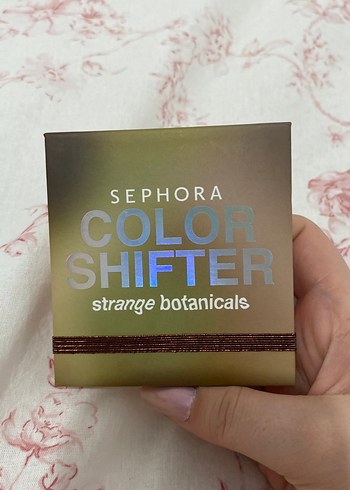 SEPHORA
COLOR
SHIFTER
strange botanicals